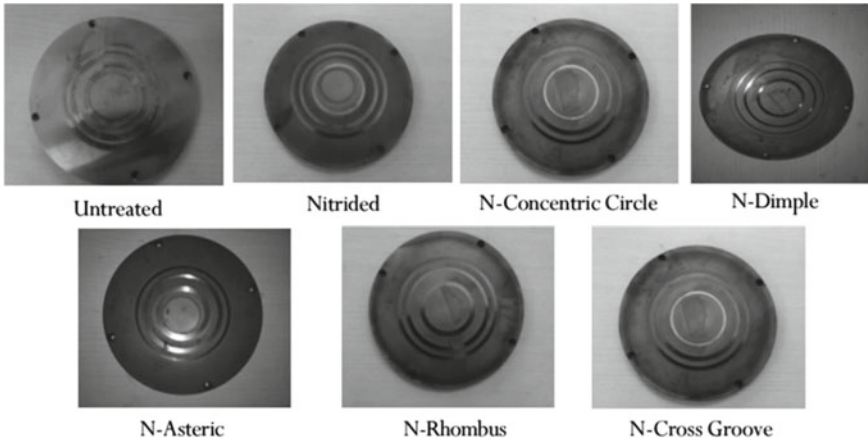 Untreated
Nitrided
N-Concentric Circle
N-Dimple
N-Asteric
N-Rhombus
N-Cross Groove